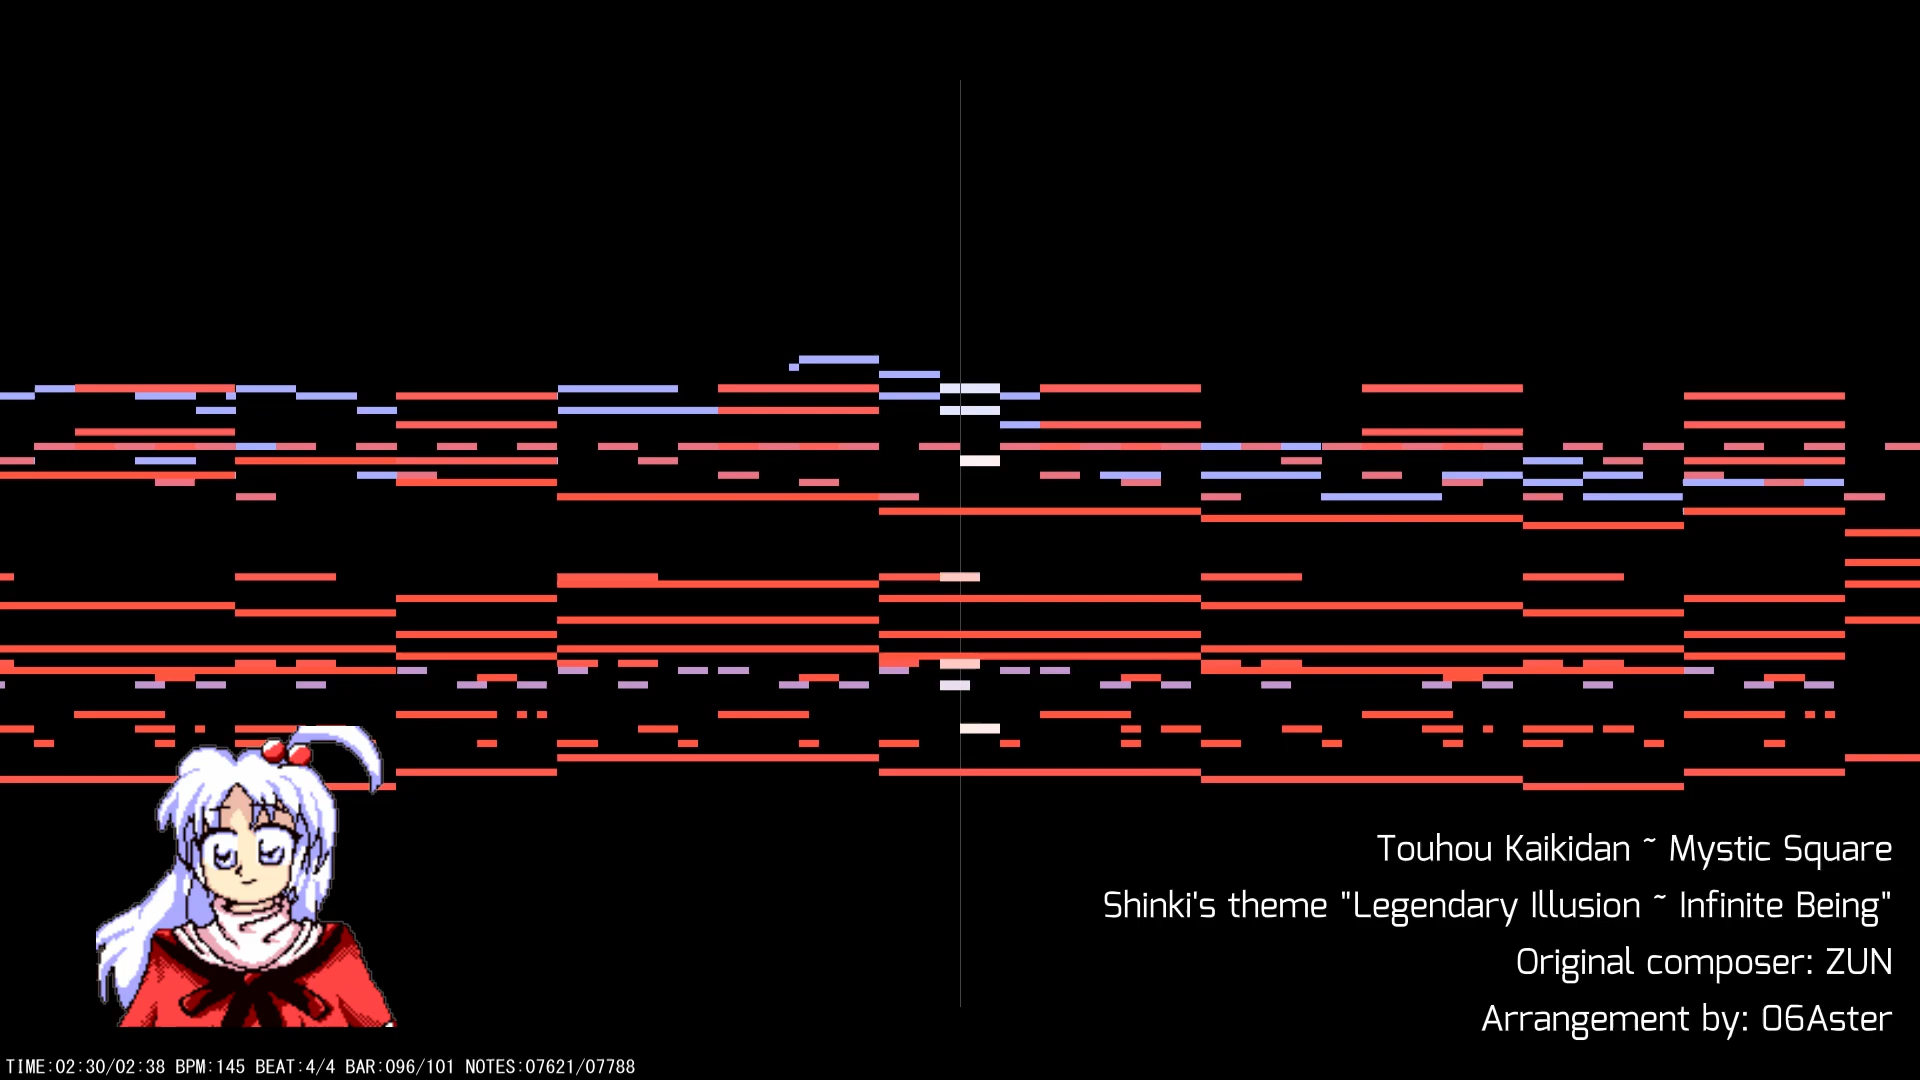 Touhou Kaikidan ~ Mystic Square
Shinki's theme "Legendary Illusion ~ Infinite Being"
Original composer: ZUN
Arrangement by: 06Aster
TIME:02:30/02:38 BPM:145 BEAT:4/4 BAR:096/101 NOTES:07621/07788